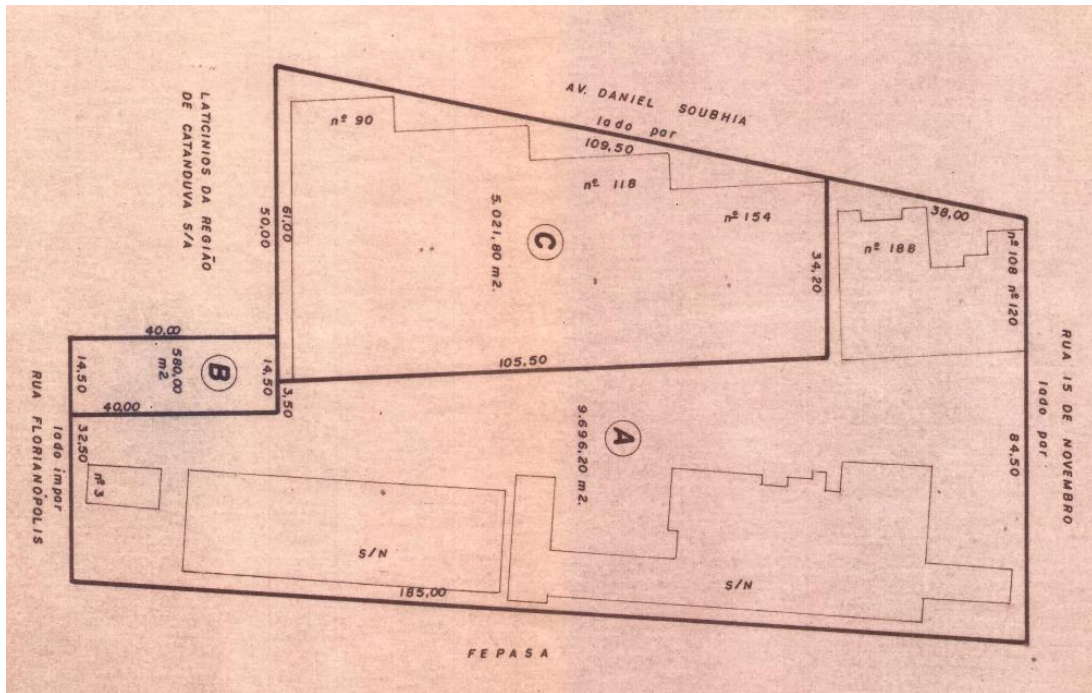 AV. DANIEL SOUBHIA
lado par
109,50
38,00
LATICINIOS DA REGIÃO
DE CATANDUVA S/A
nº 90
nº 118
nº 154
nº 188
nº 108 nº 120
61,00
50,00
C
5.021,80 m2.
34,20
105,50
RUA 15 DE NOVEMBRO
lado par
84,50
40,00
B
580,00
m2
14,50
14,50
40,00
3,50
A
9.696,20 m2.
32,50
RUA FLORIANÓPOLIS
lado impar
nº 3
S/N
S/N
185,00
FEPASA